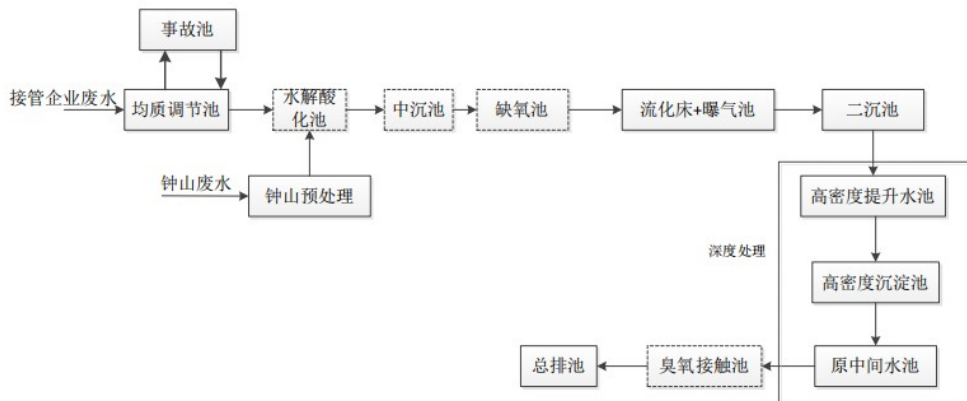 事故池
接管企业废水
均质调节池
水解酸
化池
中沉池
缺氧池
流化床+曝气池
二沉池
钟山废水
钟山预处理
高密度提升水池
深度处理
高密度沉淀池
总排池
臭氧接触池
原中间水池